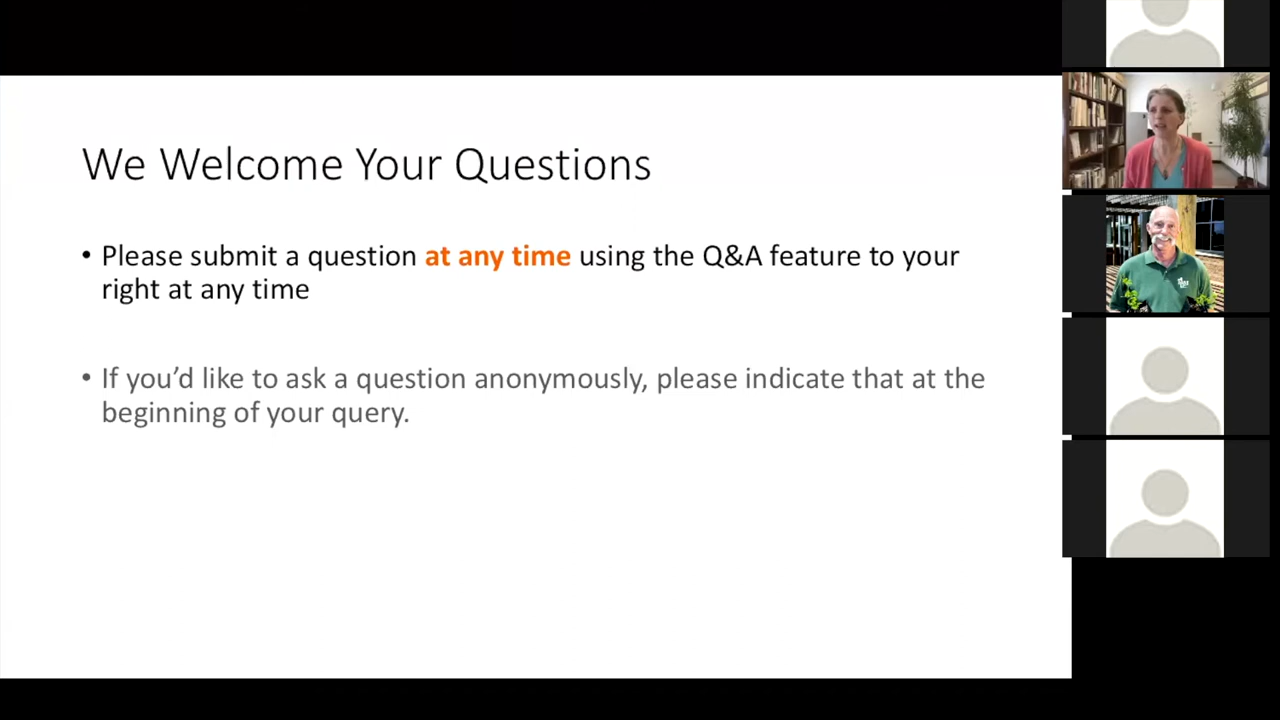 We Welcome Your Questions
• Please submit a question at any time using the Q&A feature to your
right at any time
• If you’d like to ask a question anonymously, please indicate that at the
beginning of your query.